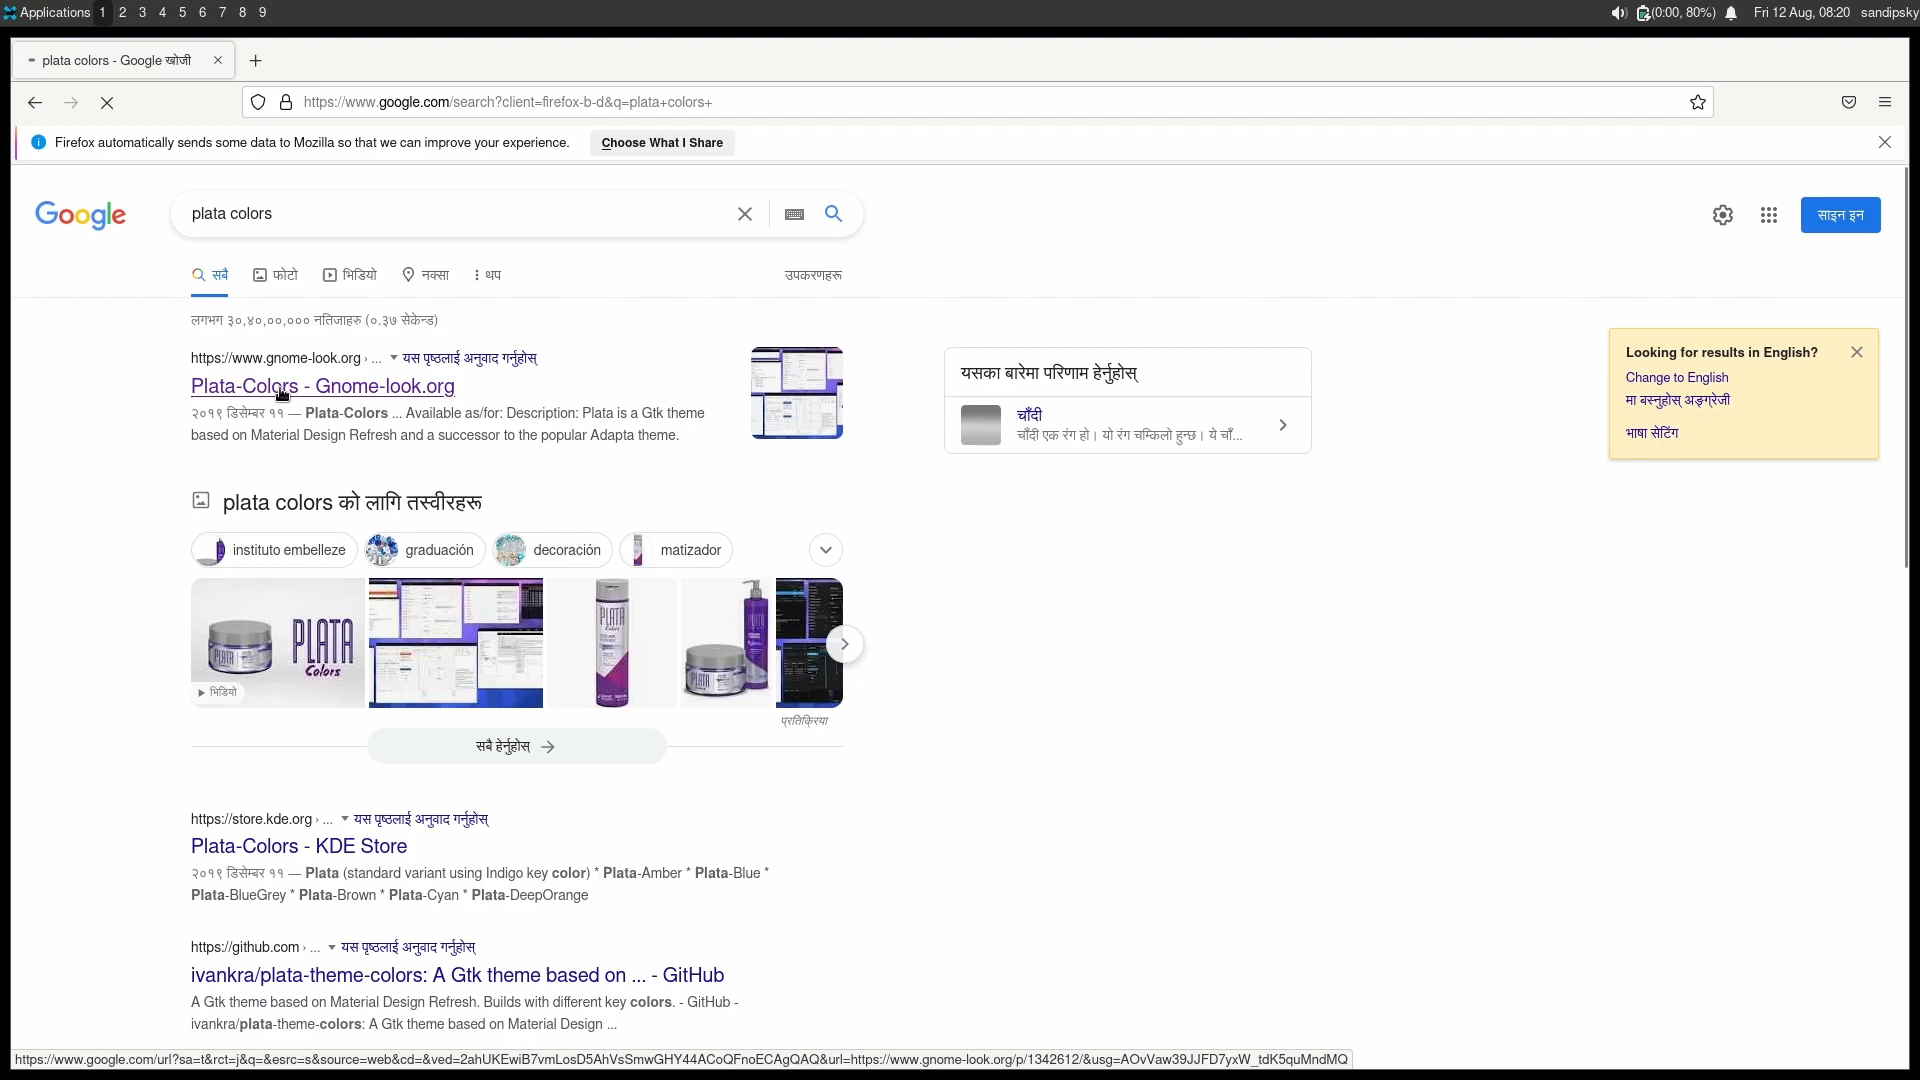 Applications 1 2 3 4 5 6 7 8 9 (0:00, 80%) Fri 12 Aug, 08:20 sandipsky
plata colors - Google खोजी
https://www.google.com/search?client=firefox-b-d&q=plata+colors+
Firefox automatically sends some data to Mozilla so that we can improve your experience. Choose What I Share
Google plata colors साइन इन
सबै फोटो भिडियो नक्सा थप उपकरणहरू
लगभग ३०,४०,००,००० नतिजाहरु (०.३७ सेकेन्ड)
https://www.gnome-look.org › ... यस पृष्ठलाई अनुवाद गर्नुहोस्
Plata-Colors - Gnome-look.org
२०१९ डिसेम्बर ११ — Plata-Colors ... Available as/for: Description: Plata is a Gtk theme
based on Material Design Refresh and a successor to the popular Adapta theme.
यसका बारेमा परिणाम हेर्नुहोस्
चाँदी
चाँदी एक रंग हो। यो रंग चम्किलो हुन्छ। ये चाँ...
Looking for results in English?
Change to English
मा बस्नुहोस् अङ्ग्रेजी
भाषा सेटिंग
plata colors को लागि तस्वीरहरू
instituto embelleze graduación decoración matizador
PLATA
Colors
PLATA
PLATA
Colors
PLATA
भिडियो
प्रतिक्रिया
सबै हेर्नुहोस्
https://store.kde.org › ... यस पृष्ठलाई अनुवाद गर्नुहोस्
Plata-Colors - KDE Store
२०१९ डिसेम्बर ११ — Plata (standard variant using Indigo key color) * Plata-Amber * Plata-Blue *
Plata-BlueGrey * Plata-Brown * Plata-Cyan * Plata-DeepOrange
https://github.com › ... यस पृष्ठलाई अनुवाद गर्नुहोस्
ivankra/plata-theme-colors: A Gtk theme based on ... - GitHub
A Gtk theme based on Material Design Refresh. Builds with different key colors. - GitHub -
ivankra/plata-theme-colors: A Gtk theme based on Material Design ...
https://www.google.com/url?sa=t&rct=j&q=&esrc=s&source=web&cd=&ved=2ahUKEwiB7vmLosD5AhVsSmwGHY44ACoQFnoECAgQAQ&url=https://www.gnome-look.org/p/1342612/&usg=AOvVaw39JJFD7yxW_tdK5quMndMQ